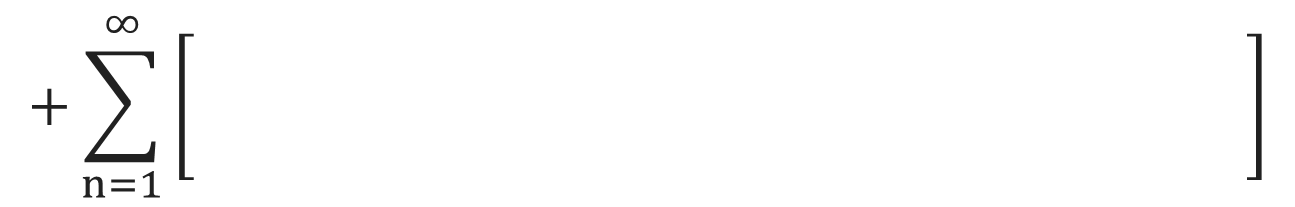 + ∞∑n=1 [ ]